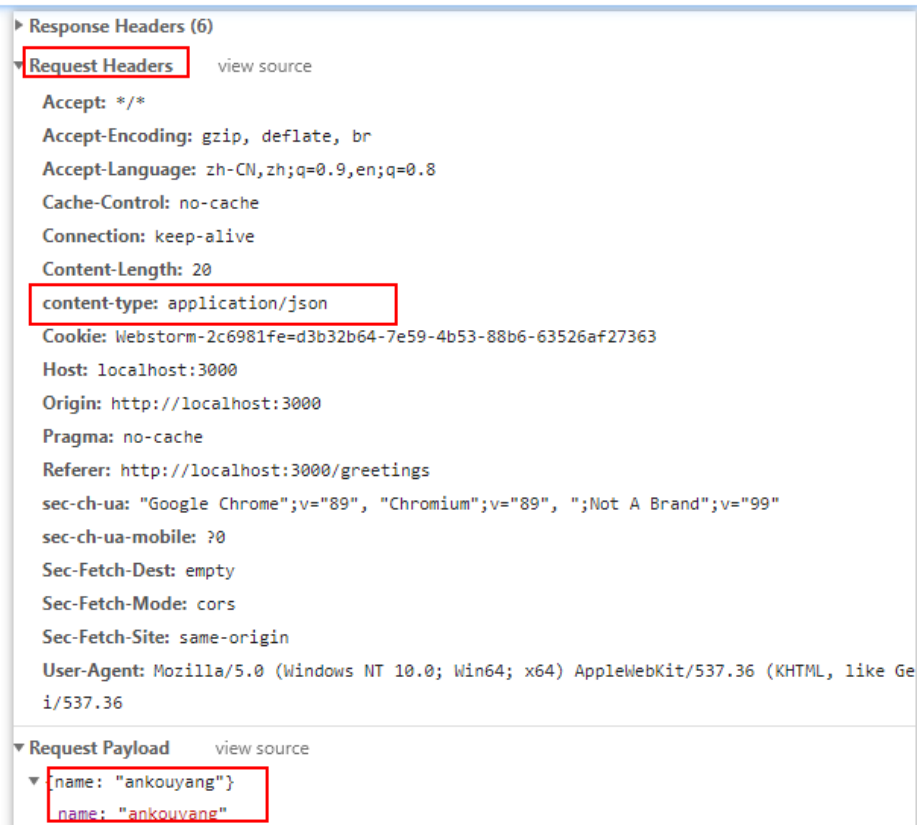 Response Headers (6)
Request Headers view source
Accept: */*
Accept-Encoding: gzip, deflate, br
Accept-Language: zh-CN,zh;q=0.9,en;q=0.8
Cache-Control: no-cache
Connection: keep-alive
Content-Length: 20
content-type: application/json
Cookie: Webstorm-2c6981fe=d3b32b64-7e59-4b53-88b6-63526af27363
Host: localhost:3000
Origin: http://localhost:3000
Pragma: no-cache
Referer: http://localhost:3000/greetings
sec-ch-ua: "Google Chrome";v="89", "Chromium";v="89", ";Not A Brand";v="99"
sec-ch-ua-mobile: ?0
Sec-Fetch-Dest: empty
Sec-Fetch-Mode: cors
Sec-Fetch-Site: same-origin
User-Agent: Mozilla/5.0 (Windows NT 10.0; Win64; x64) AppleWebKit/537.36 (KHTML, like Ge
i/537.36
Request Payload view source
{name: "ankouyang"}
name: "ankouyang"